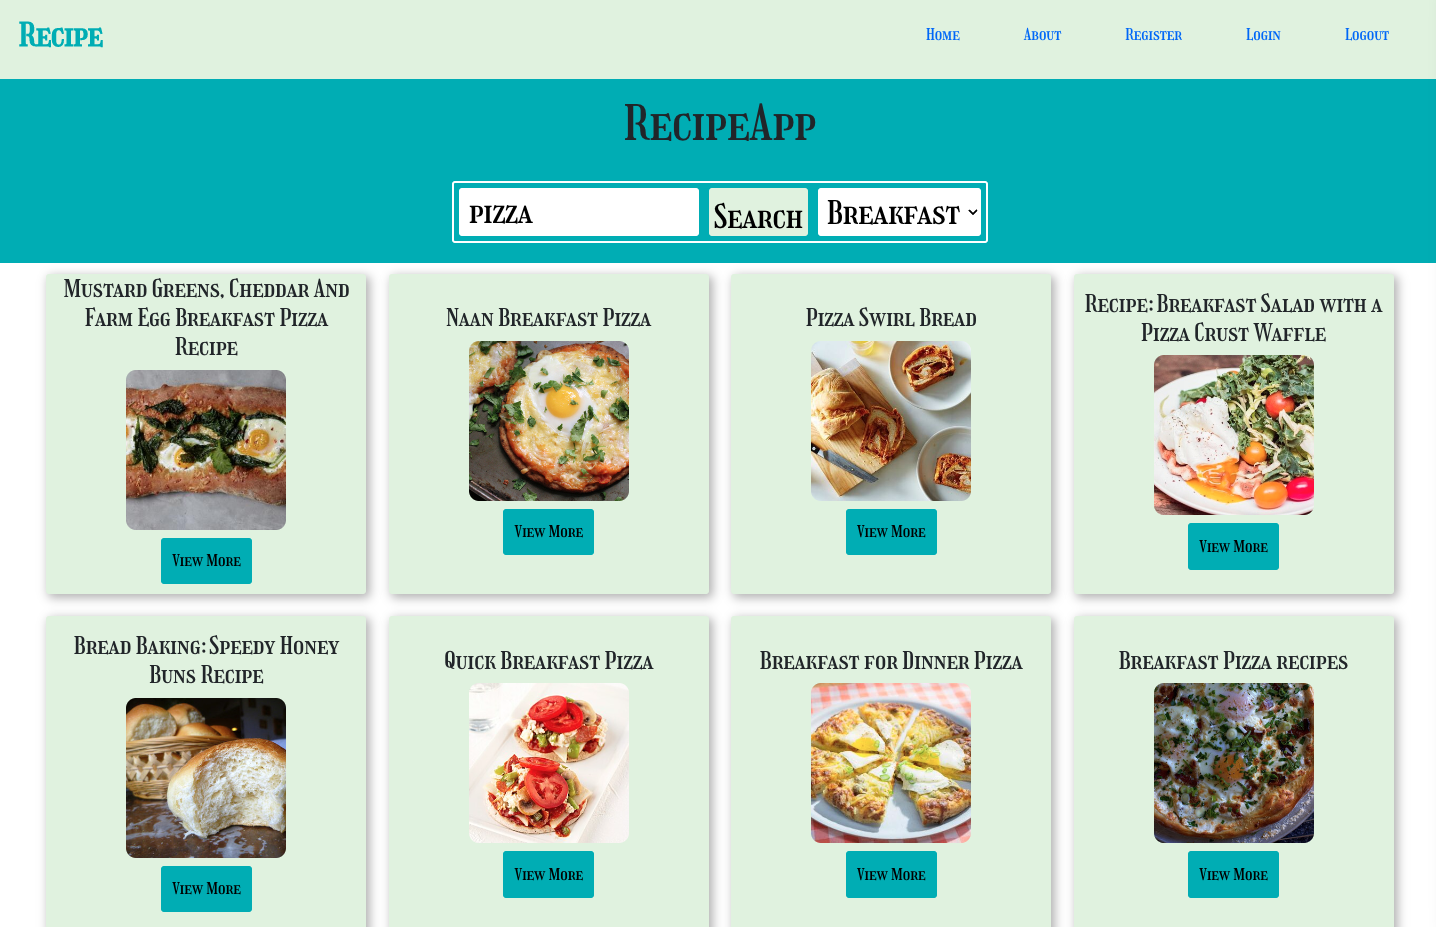 Recipe
Home About Register Login Logout
RecipeApp
pizza Search Breakfast
Mustard Greens, Cheddar And
Farm Egg Breakfast Pizza
Recipe
View More
Naan Breakfast Pizza
View More
Pizza Swirl Bread
View More
Recipe: Breakfast Salad with a
Pizza Crust Waffle
View More
Bread Baking: Speedy Honey
Buns Recipe
View More
Quick Breakfast Pizza
View More
Breakfast for Dinner Pizza
View More
Breakfast Pizza recipes
View More